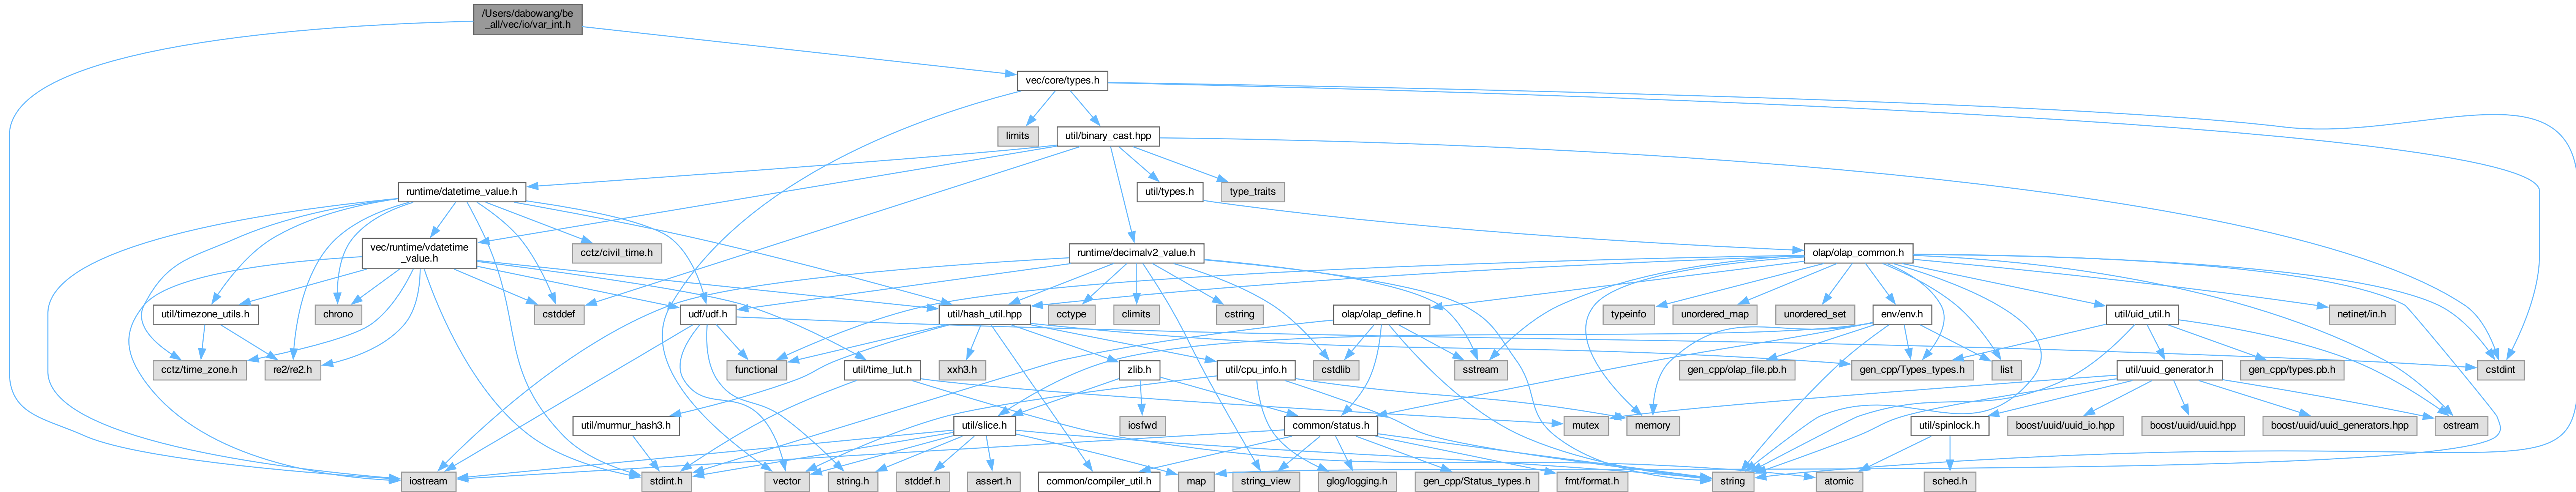 /Users/dabowang/be
_all/vec/io/var_int.h
vec/core/types.h
limits
util/binary_cast.hpp
runtime/datetime_value.h
util/types.h
type_traits
vec/runtime/vdatetime
_value.h
cctz/civil_time.h
runtime/decimalv2_value.h
olap/olap_common.h
util/timezone_utils.h
chrono
cstddef
udf/udf.h
util/hash_util.hpp
cctype
climits
cstring
olap/olap_define.h
typeinfo
unordered_map
unordered_set
env/env.h
util/uid_util.h
netinet/in.h
cctz/time_zone.h
re2/re2.h
functional
util/time_lut.h
xxh3.h
zlib.h
util/cpu_info.h
cstdlib
sstream
gen_cpp/olap_file.pb.h
gen_cpp/Types_types.h
list
util/uuid_generator.h
gen_cpp/types.pb.h
cstdint
util/murmur_hash3.h
util/slice.h
iosfwd
common/status.h
mutex
memory
util/spinlock.h
boost/uuid/uuid_io.hpp
boost/uuid/uuid.hpp
boost/uuid/uuid_generators.hpp
ostream
iostream
stdint.h
vector
string.h
stddef.h
assert.h
common/compiler_util.h
map
string_view
glog/logging.h
gen_cpp/Status_types.h
fmt/format.h
string
atomic
sched.h